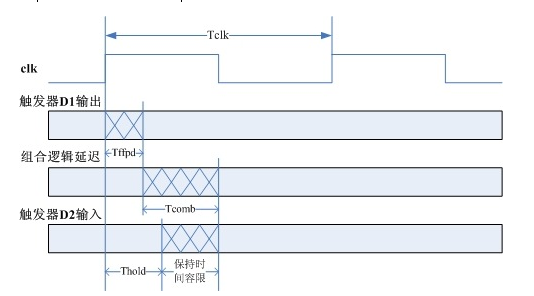 Tclk
clk
触发器D1输出
Tffpd
组合逻辑延迟
Tcomb
触发器D2输入
Thold
保持时
间容限